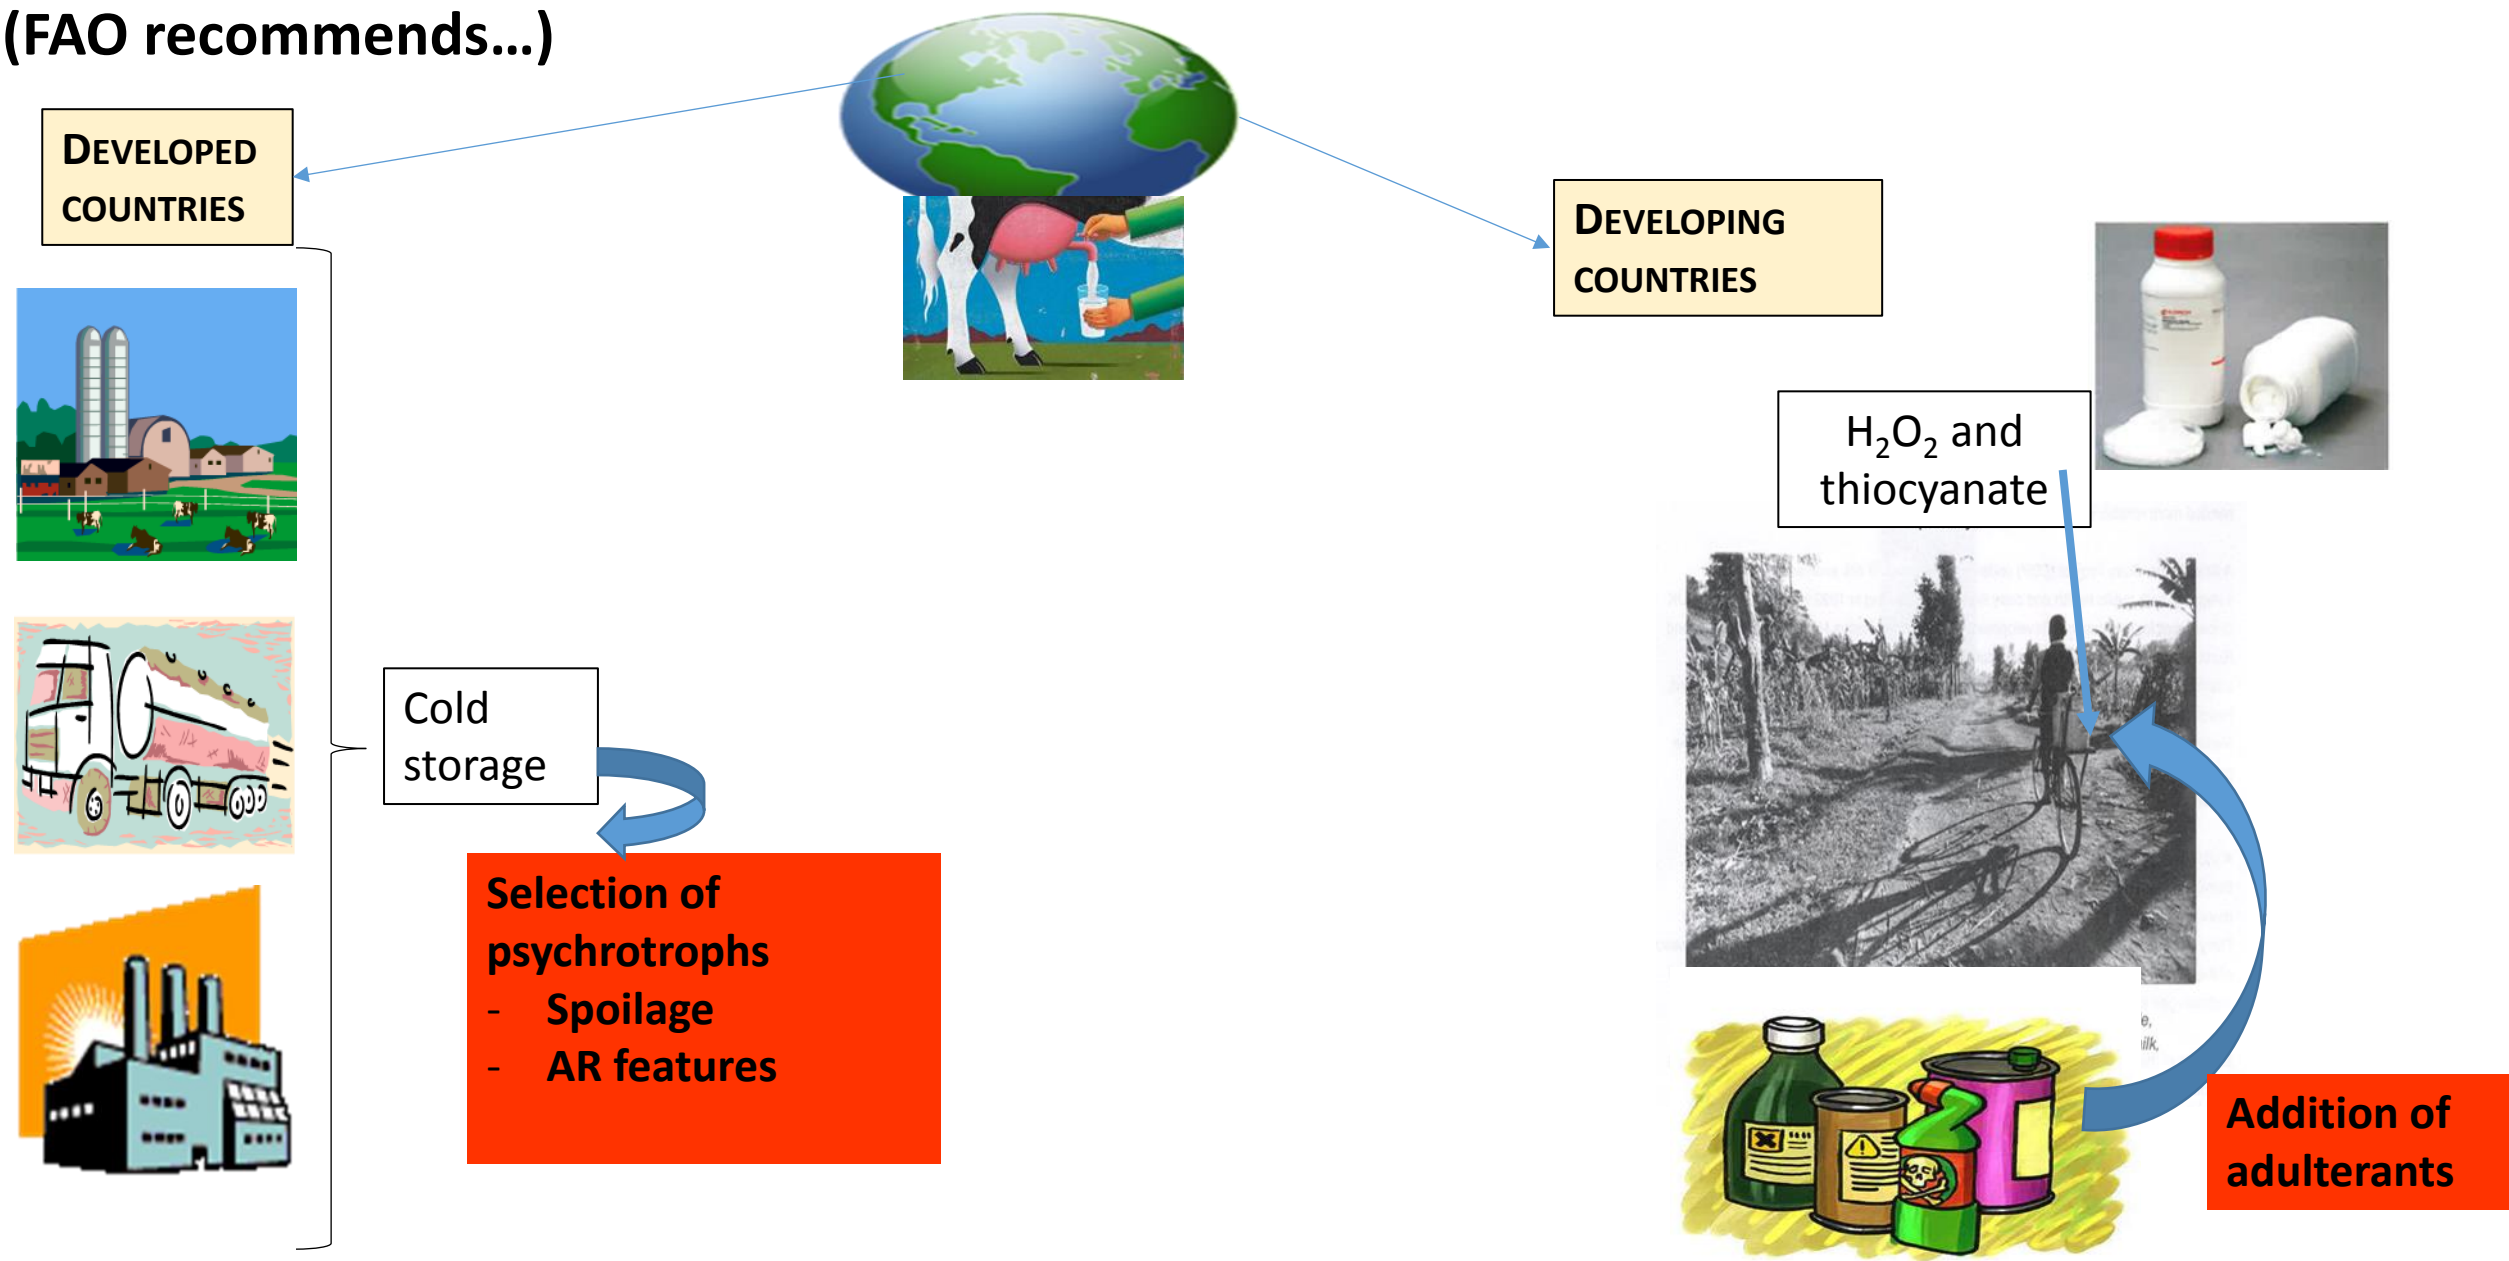 (FAO recommends...)
DEVELOPED
COUNTRIES
DEVELOPING
COUNTRIES
H₂O₂ and
thiocyanate
Cold
storage
Selection of
psychrotrophs
- Spoilage
- AR features
Addition of
adulterants